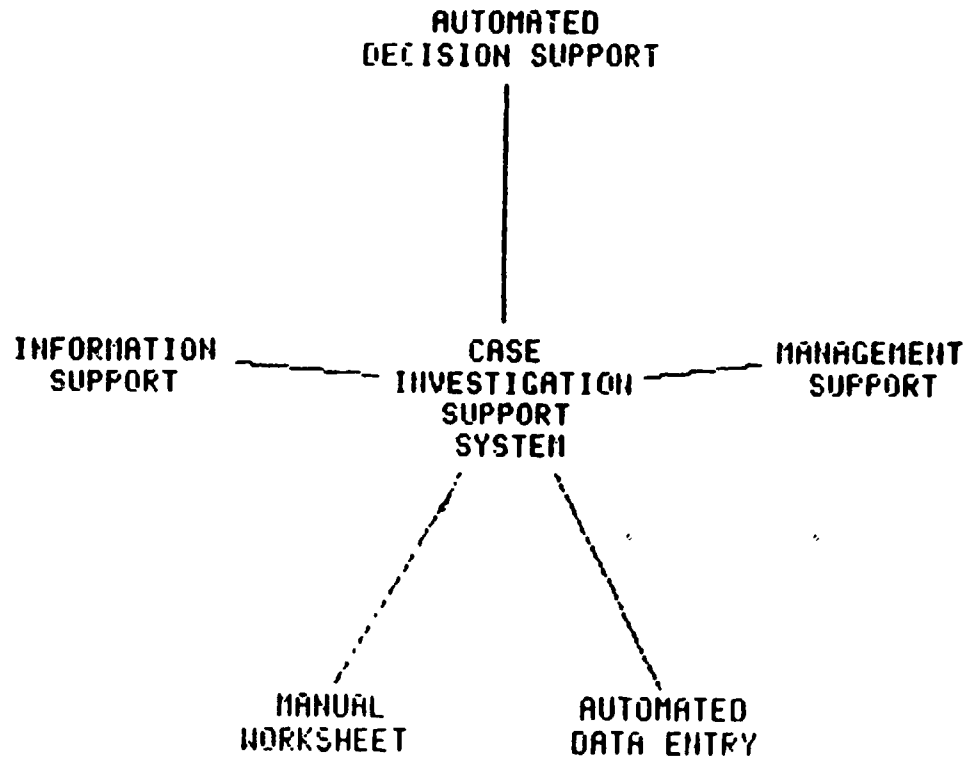 AUTOMATED
DECISION SUPPORT
INFORMATION
SUPPORT
CASE
INVESTIGATION
SUPPORT
SYSTEM
MANAGEMENT
SUPPORT
MANUAL
WORKSHEET
AUTOMATED
DATA ENTRY